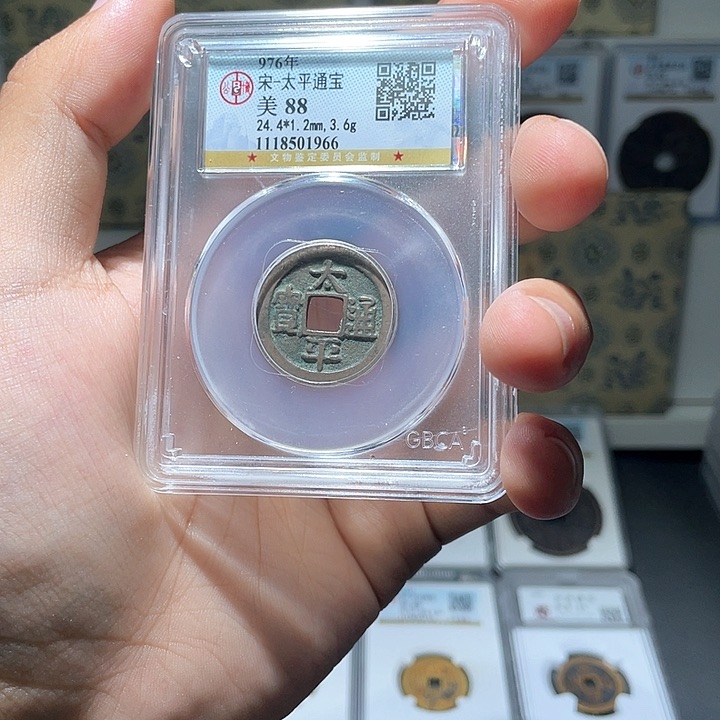 976年
宋-太平通宝
美 88
24.4*1.2mm, 3.6g
1118501966
★ 文物鉴定委员会监制 ★
太
寶 通
平
GBCA